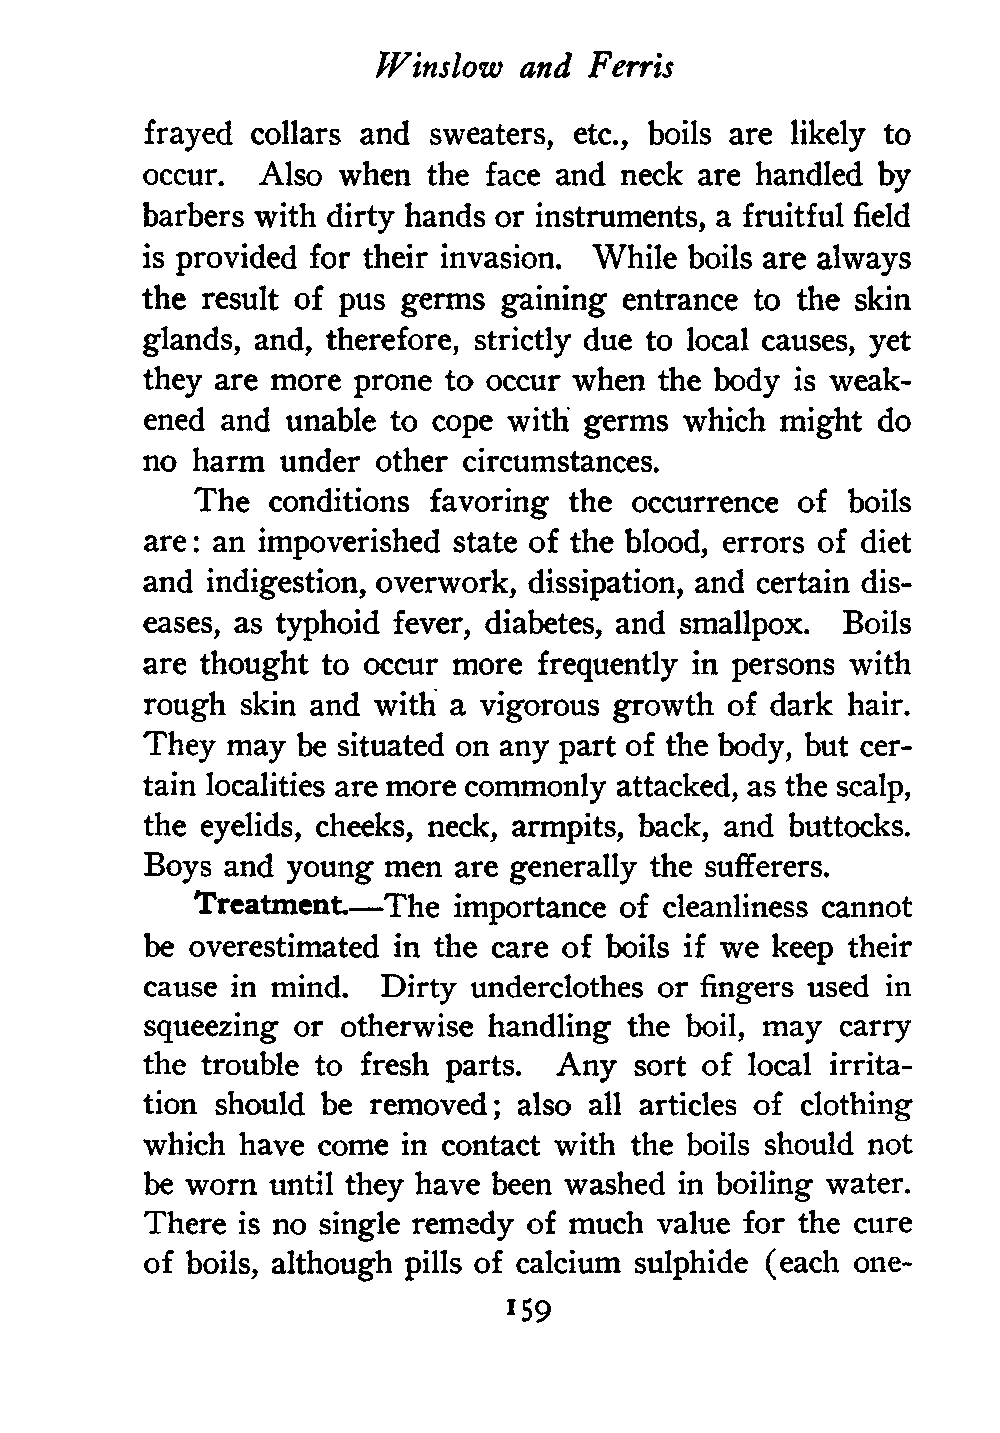 Winslow and Ferris
frayed collars and sweaters, etc., boils are likely to
occur. Also when the face and neck are handled by
barbers with dirty hands or instruments, a fruitful field
is provided for their invasion. While boils are always
the result of pus germs gaining entrance to the skin
glands, and, therefore, strictly due to local causes, yet
they are more prone to occur when the body is weak-
ened and unable to cope with germs which might do
no harm under other circumstances.
The conditions favoring the occurrence of boils
are: an impoverished state of the blood, errors of diet
and indigestion, overwork, dissipation, and certain dis-
eases, as typhoid fever, diabetes, and smallpox. Boils
are thought to occur more frequently in persons with
rough skin and with a vigorous growth of dark hair.
They may be situated on any part of the body, but cer-
tain localities are more commonly attacked, as the scalp,
the eyelids, cheeks, neck, armpits, back, and buttocks.
Boys and young men are generally the sufferers.
Treatment.—The importance of cleanliness cannot
be overestimated in the care of boils if we keep their
cause in mind. Dirty underclothes or fingers used in
squeezing or otherwise handling the boil, may carry
the trouble to fresh parts. Any sort of local irrita-
tion should be removed; also all articles of clothing
which have come in contact with the boils should not
be worn until they have been washed in boiling water.
There is no single remedy of much value for the cure
of boils, although pills of calcium sulphide (each one-
159